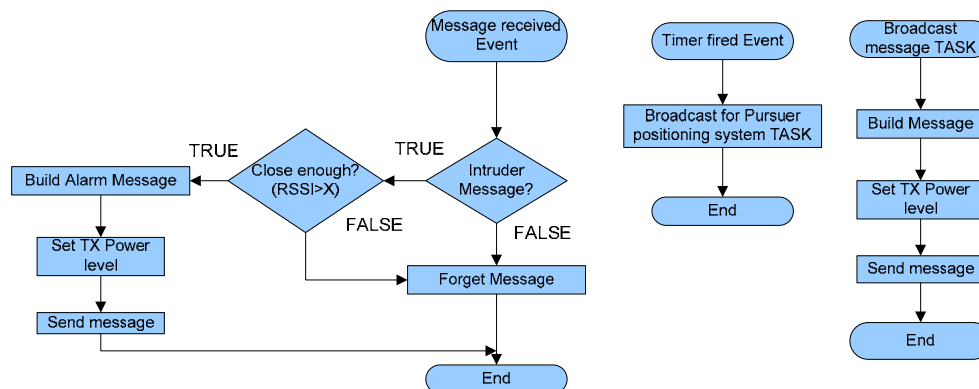 Message received
Event
TRUE
TRUE
Close enough?
(RSSI>X)
Intruder
Message?
Build Alarm Message
FALSE
FALSE
Set TX Power
level
Forget Message
Send message
End
Timer fired Event
Broadcast for Pursuer
positioning system TASK
End
Broadcast
message TASK
Build Message
Set TX Power
level
Send message
End